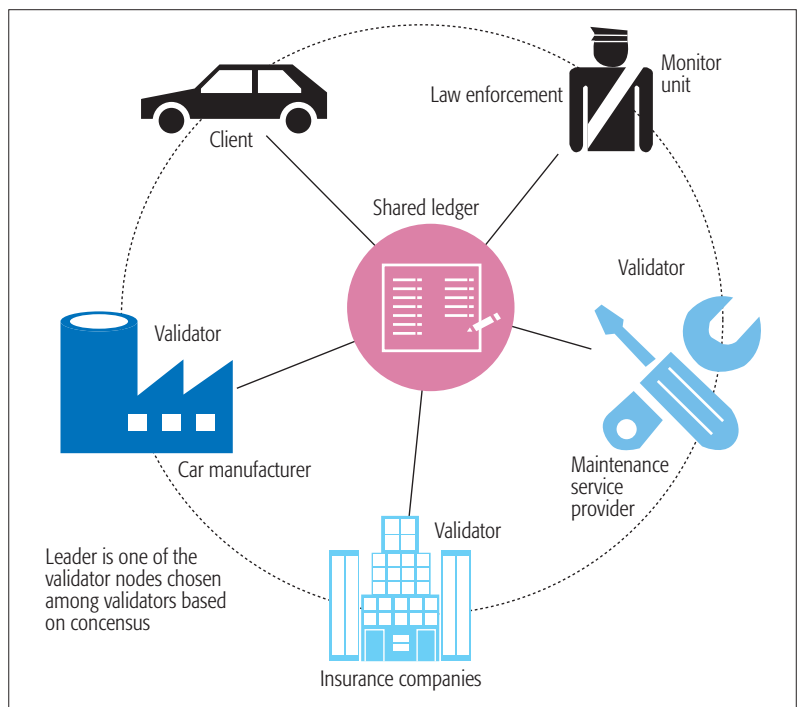 Monitor
unit
Law enforcement
Client
Shared ledger
Validator
Validator
Car manufacturer
Maintenance
service
provider
Validator
Leader is one of the
validator nodes chosen
among validators based
on concensus
Insurance companies